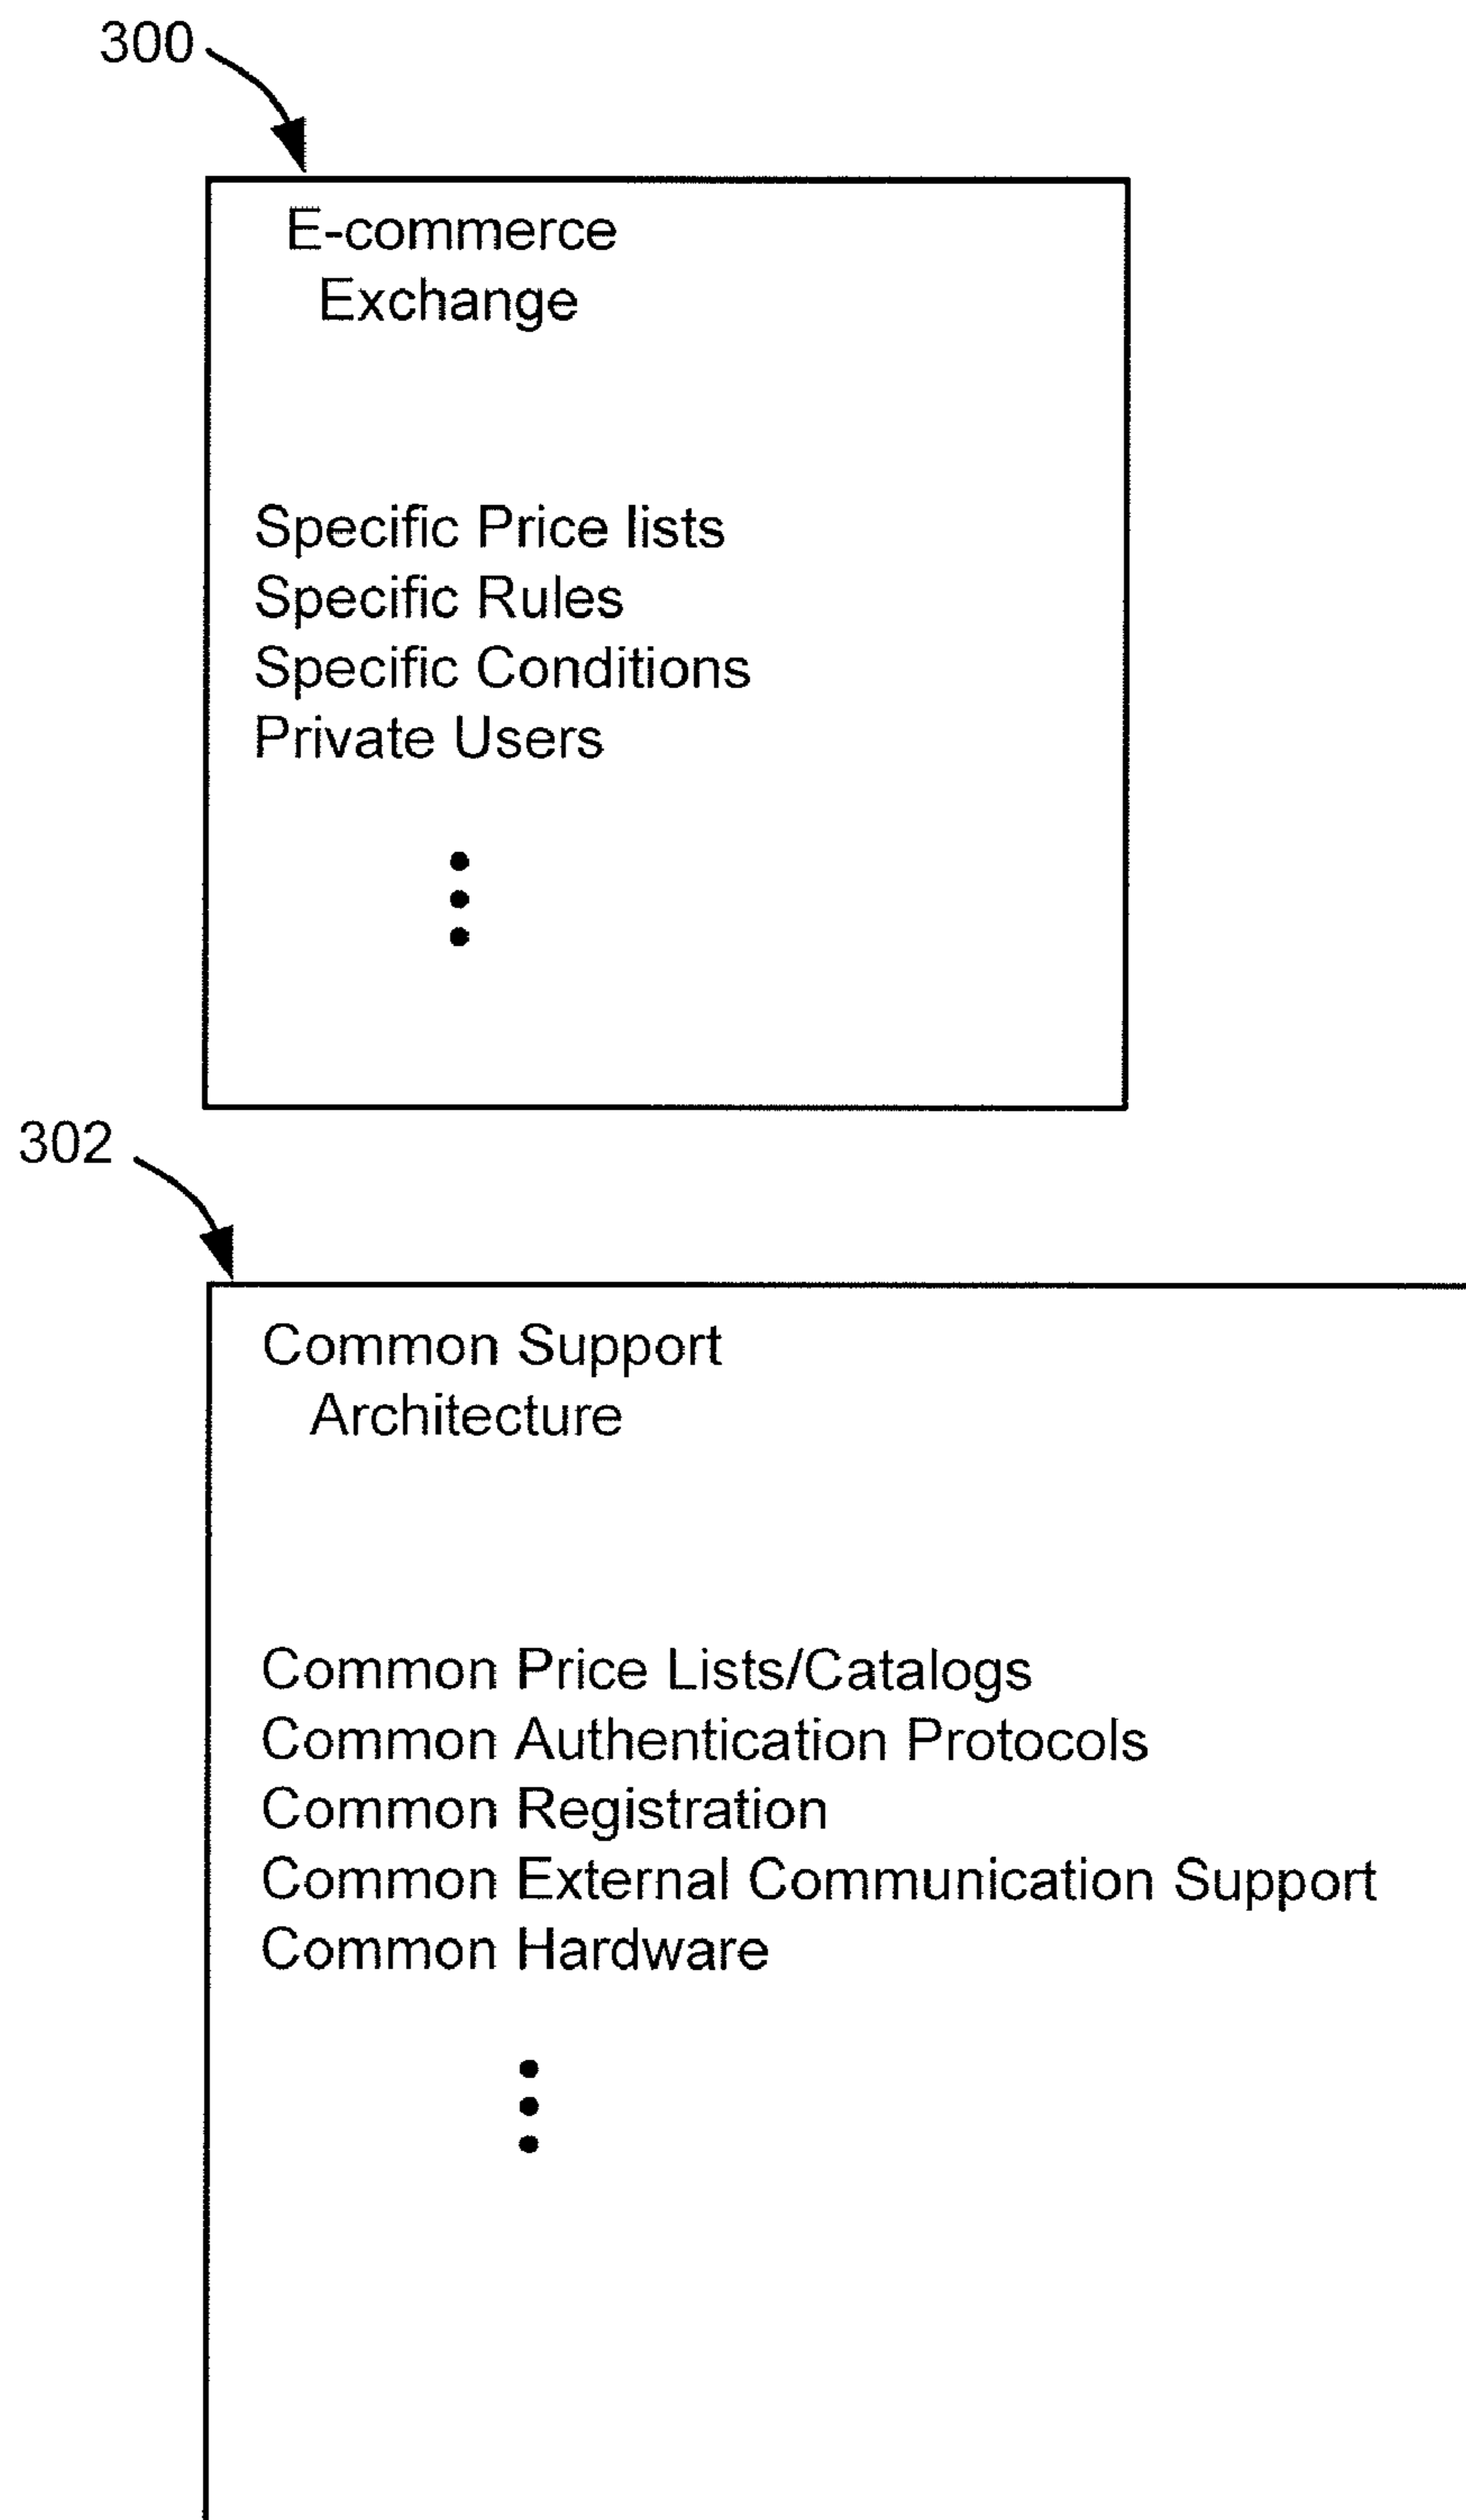 300
E-commerce
Exchange
Specific Price lists
Specific Rules
Specific Conditions
Private Users
302
Common Support
Architecture
Common Price Lists/Catalogs
Common Authentication Protocols
Common Registration
Common External Communication Support
Common Hardware